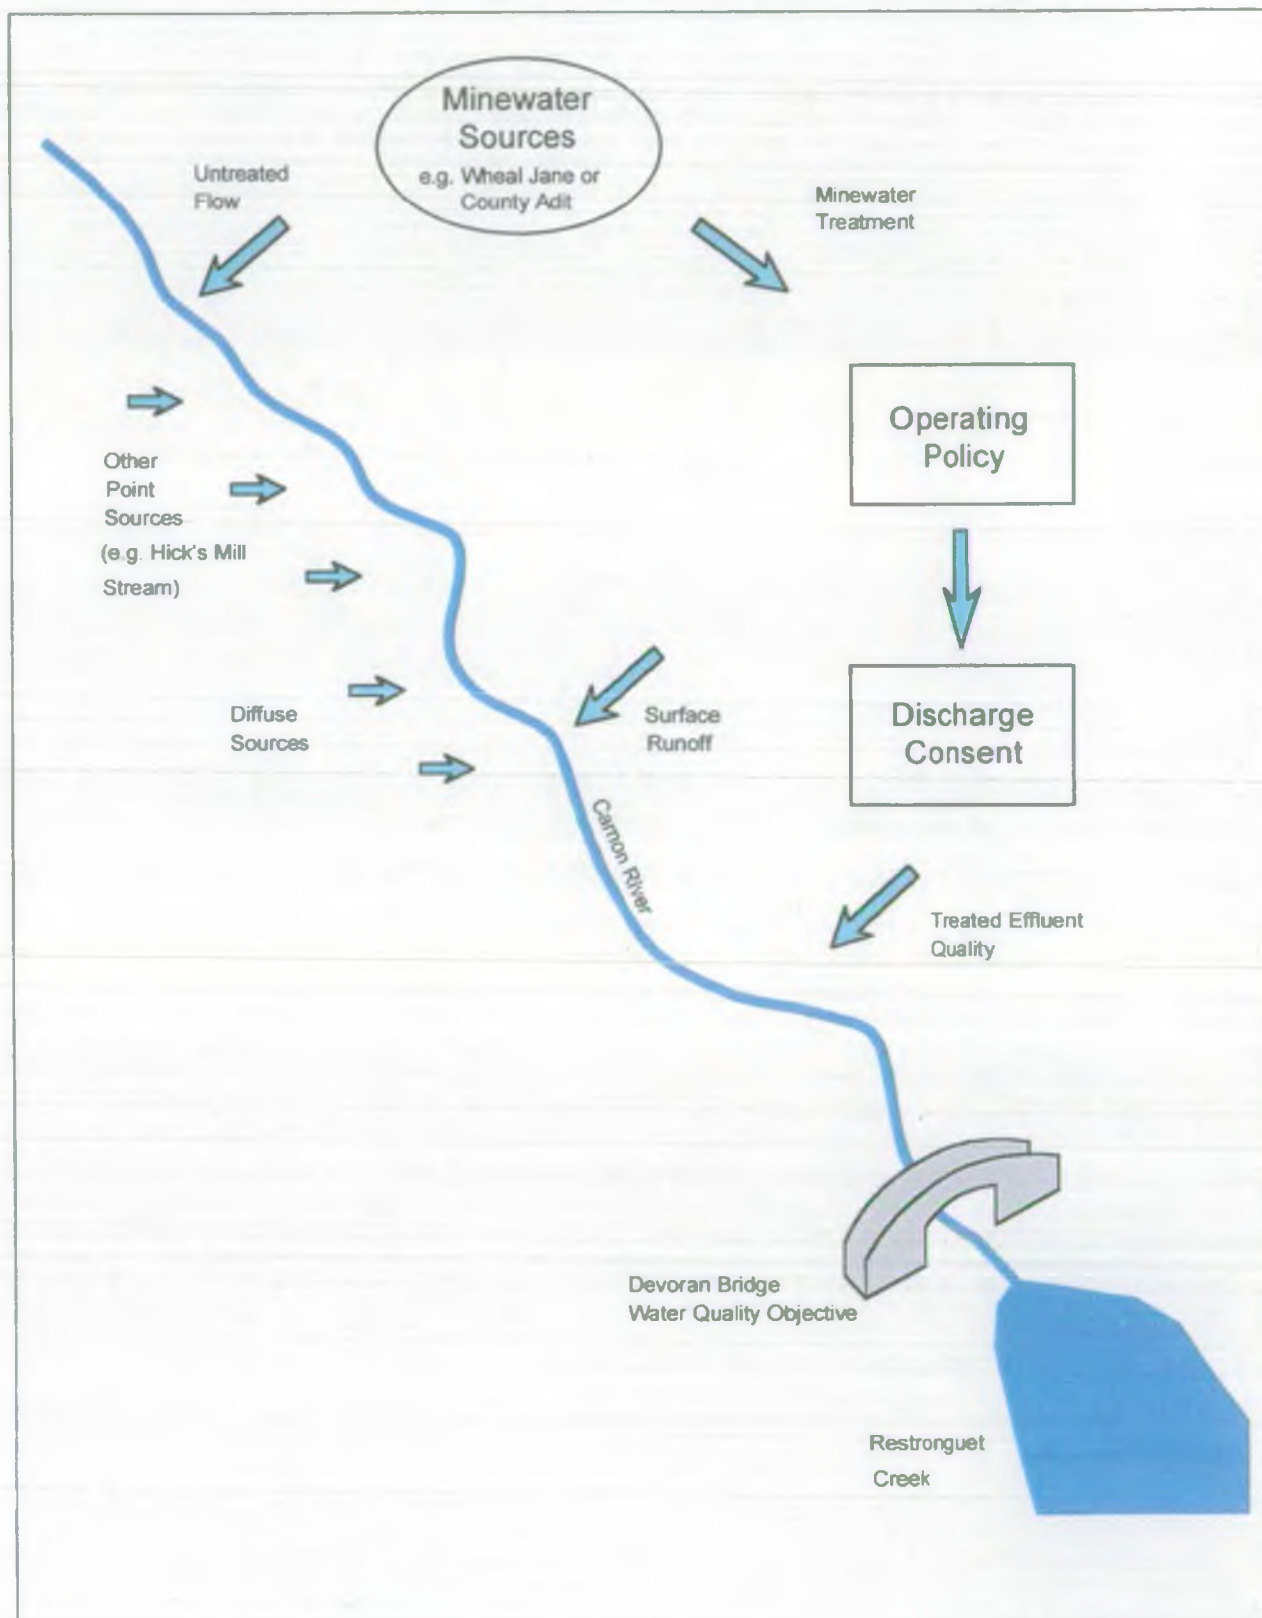 Minewater
Sources
e.g. Wheal Jane or
County Adit
Untreated
Flow
Minewater
Treatment
Operating
Policy
Other
Point
Sources
(e.g. Hick's Mill
Stream)
Diffuse
Sources
Surface
Runoff
Discharge
Consent
Carnon River
Treated Effluent
Quality
Devoran Bridge
Water Quality Objective
Restronguet
Creek